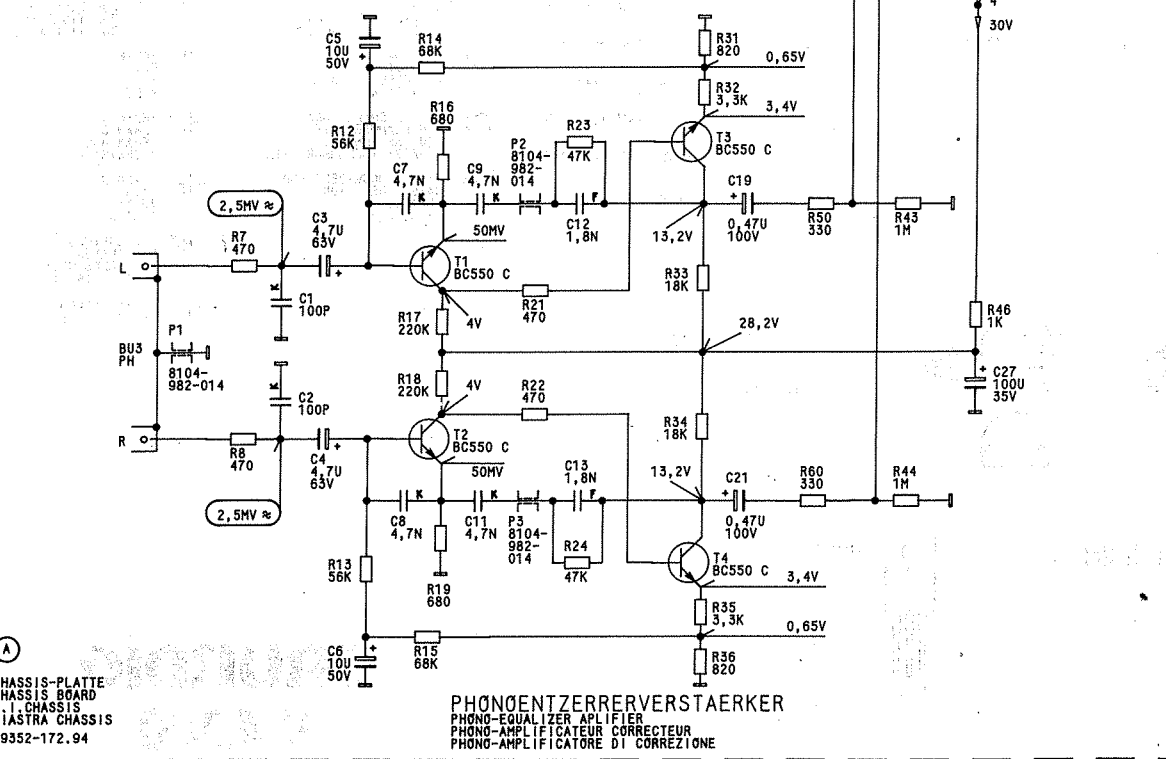 4
30V
C5
10U
50V
+
R14
68K
R31
820
0,65V
R32
3,3K
3,4V
R16
680
R12
56K
P2
8104-
982-
014
R23
47K
T3
BC550 C
C7
4,7N
K
C9
4,7N
K
F
C12
1,8N
C19
+
0,47U
100V
R50
330
R43
1M
2,5MV ≈
C3
4,7U
63V
+
R7
470
50MV
13,2V
L
T1
BC550 C
K
C1
100P
R21
470
R33
18K
R17
220K
4V
28,2V
R46
1K
P1
BU3
PH
8104-
982-014
R18
220K
4V
R22
470
+
C27
100U
35V
K
C2
100P
R34
18K
R
R8
470
C4
4,7U
63V
+
T2
BC550 C
50MV
C13
1,8N
F
13,2V
C21
+
0,47U
100V
R60
330
R44
1M
2,5MV ≈
K
C8
4,7N
K
C11
4,7N
P3
8104-
982-
014
R24
47K
R13
56K
R19
680
T4
BC550 C
3,4V
R35
3,3K
0,65V
C6
10U
50V
+
R15
68K
R36
820
A
HASSIS-PLATTE
HASSIS BOARD
.I.CHASSIS
IASTRA CHASSIS
9352-172.94
PHONOENTZERRERVERSTAERKER
PHONO-EQUALIZER APLIFIER
PHONO-AMPLIFICATEUR CORRECTEUR
PHONO-AMPLIFICATORE DI CORREZIONE